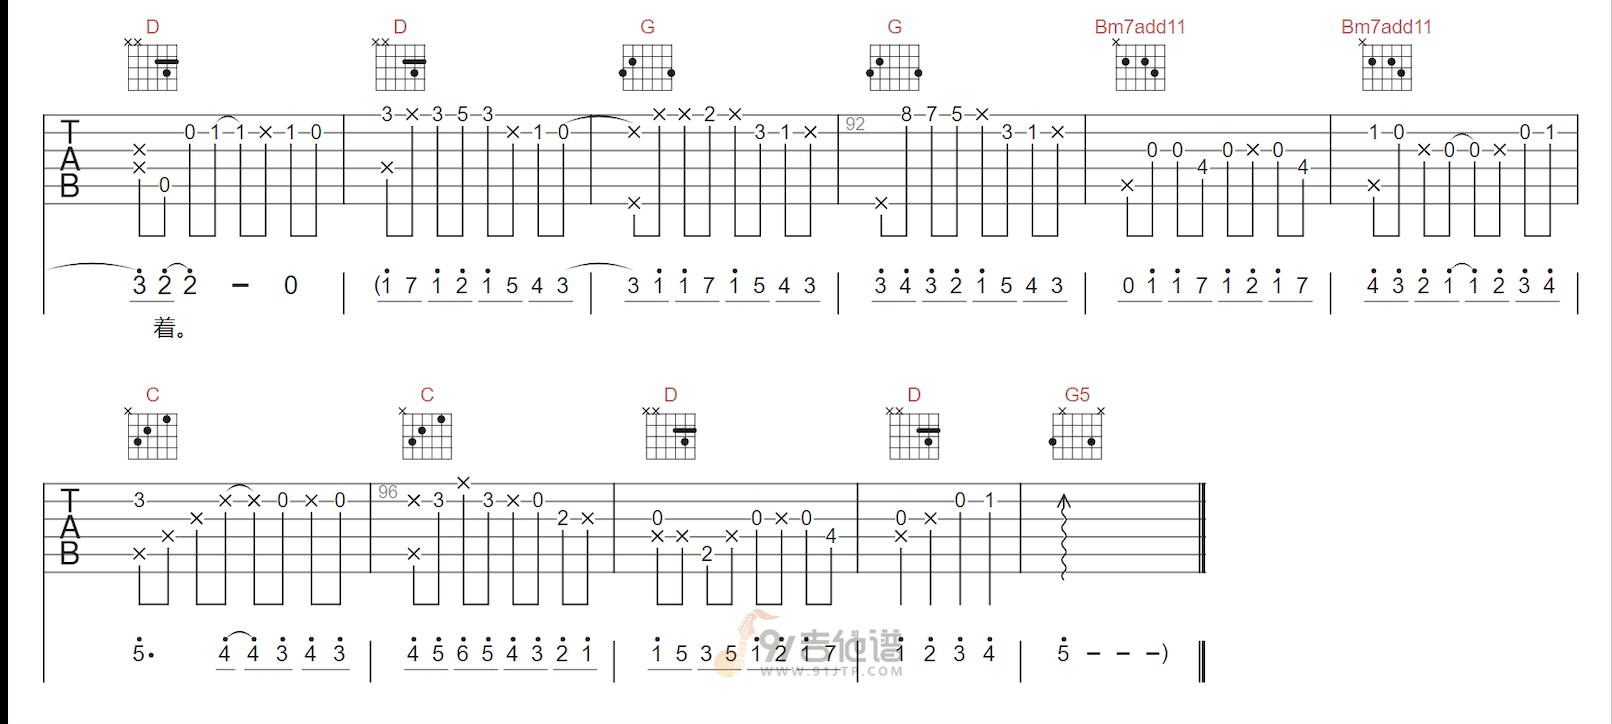 D D G G Bm7add11 Bm7add11
× ×× × ×
3 × 3 5 3 × × 2 × 92 8 7 5 ×
T 0 1 1 × 1 0 × 1 0 × 3 1 × 3 1 × 1 0 0 1
A × 0 0 0 × 0 × 0 0 ×
× × 4 4
B 0 × ×
× ×
3 2 2 – 0 (1 7 1 2 1 5 4 3 3 1 1 7 1 5 4 3 3 4 3 2 1 5 4 3 0 1 1 7 1 2 1 7 4 3 2 1 1 2 3 4
着。
C C D D G5
× × ×× ×× × ×
×
T 3 × × 0 × 0 96 × 3 3 × 0 0 1
A × 2 × 0 0 × 0 0 ×
× × × × 4 ×
B × × 2
5· 4 4 3 4 3 4 5 6 5 4 3 2 1 1 5 3 5 1 2 1 7 1 2 3 4 5 – – –)
91吉他谱
WWW.91JTP.COM